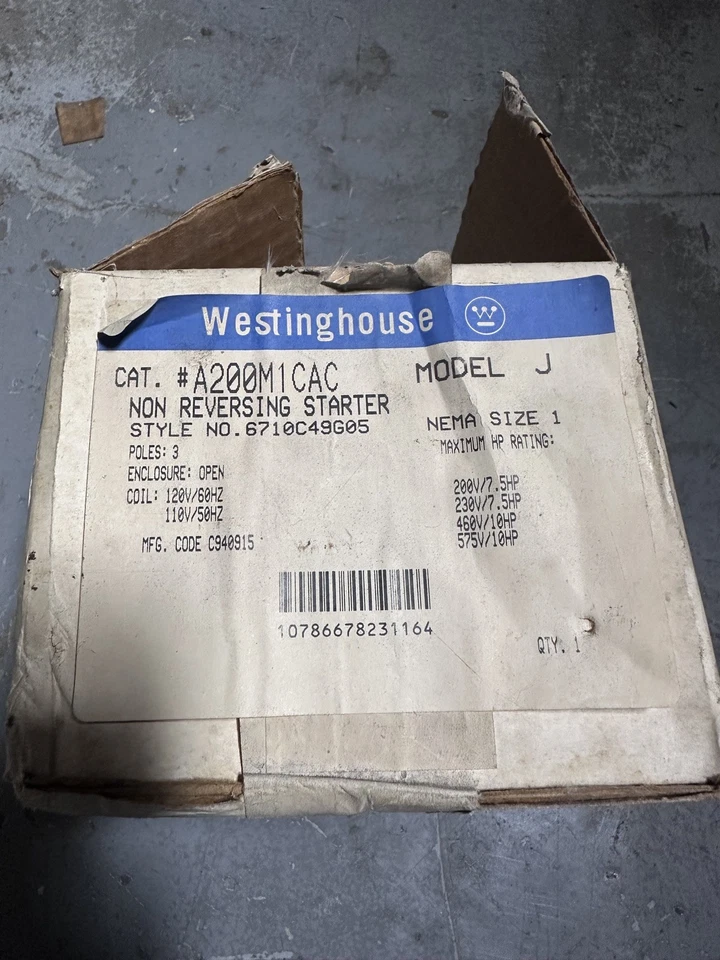 Westinghouse
CAT. #A200M1CAC MODEL J
NON REVERSING STARTER
STYLE NO.6710C49G05
NEMA SIZE 1
POLES: 3
MAXIMUM HP RATING:
ENCLOSURE: OPEN
COIL: 120V/60HZ
110V/50HZ
200V/7.5HP
230V/7.5HP
460V/10HP
575V/10HP
MFG. CODE C940915
10786678231164
QTY. 1